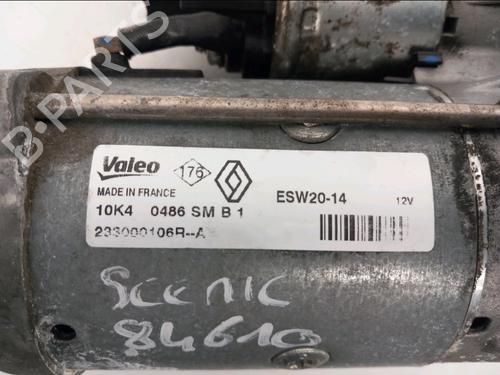 B-PARTS
Valeo 176
MADE IN FRANCE
10K4 0486 SM B 1
233000106R--A
ESW20-14 12V
Scenic
84610